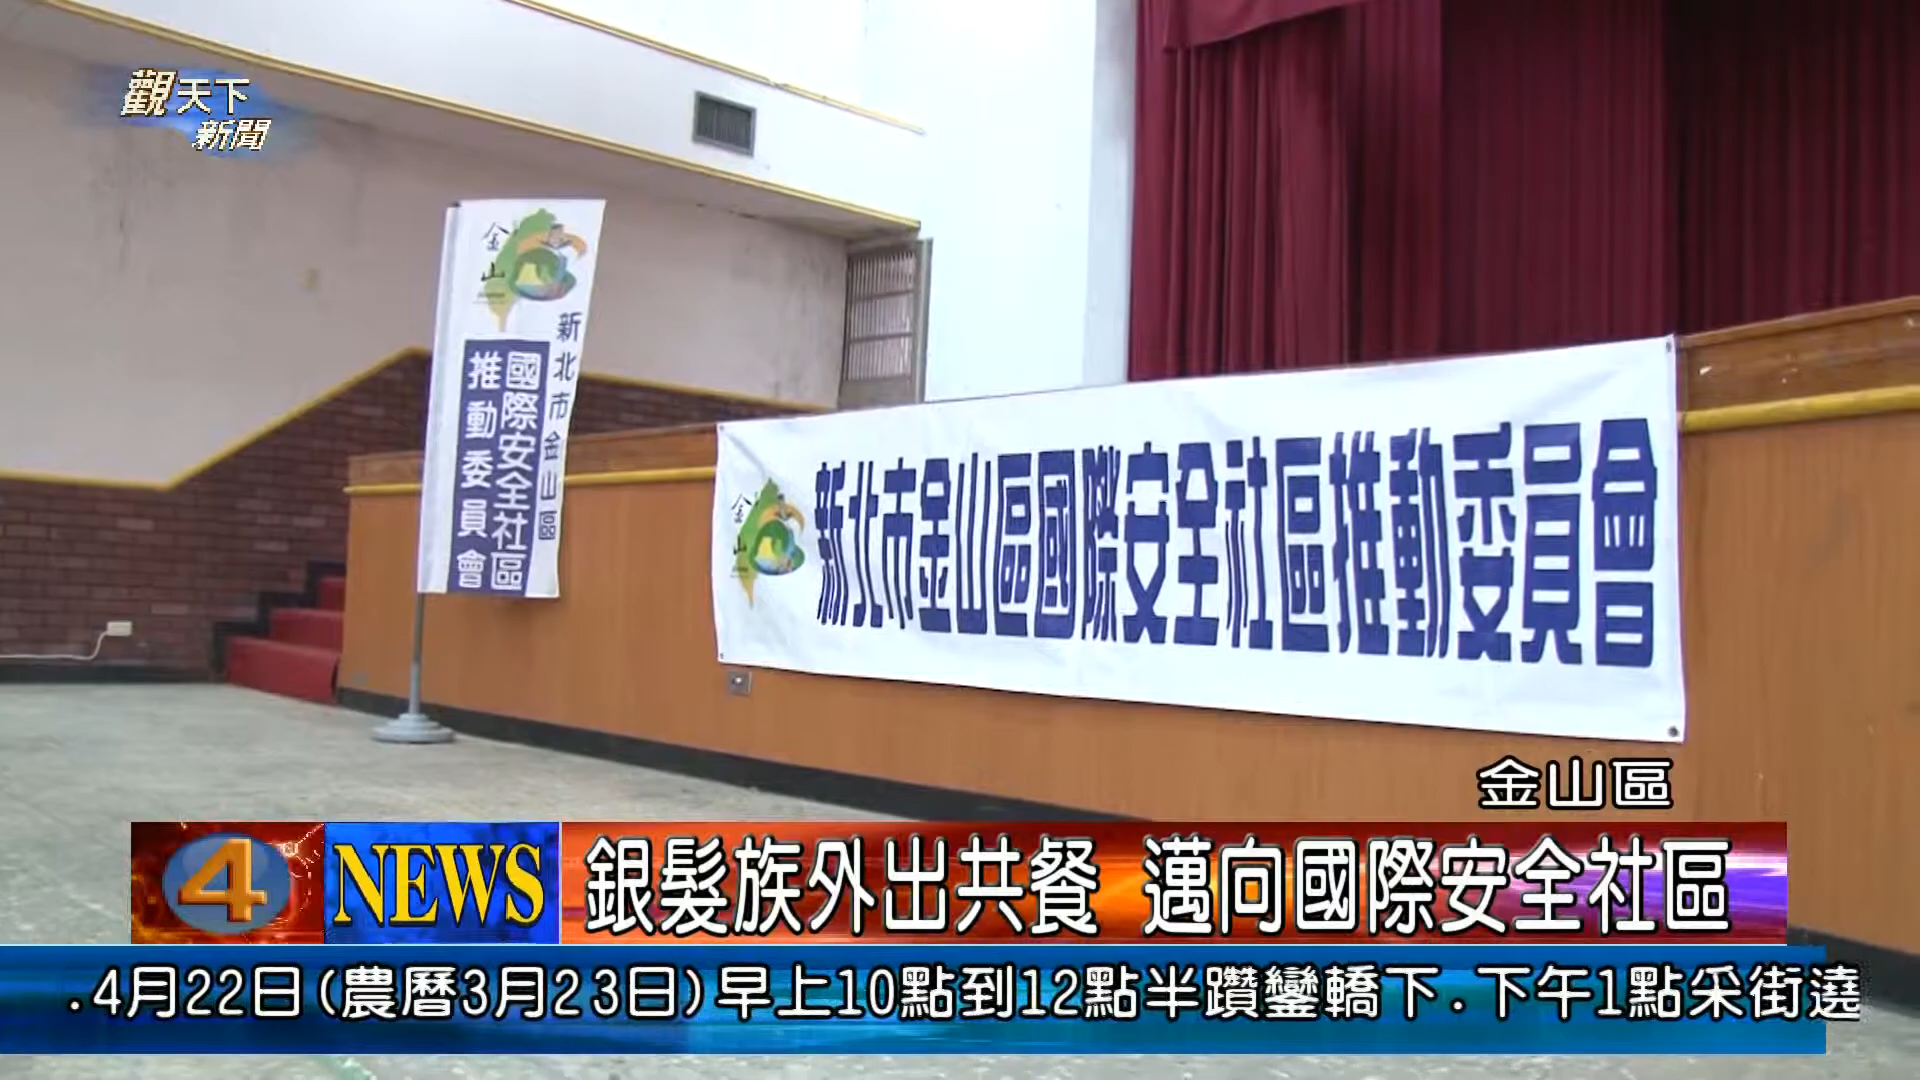 觀天下
新聞
金山
新北市金山區
國際安全社區
推動委員會
金山
新北市金山區國際安全社區推動委員會
金山區
4 NEWS 銀髮族外出共餐 邁向國際安全社區
.4月22日(農曆3月23日)早上10點到12點半躦鑾轎下.下午1點采街遶